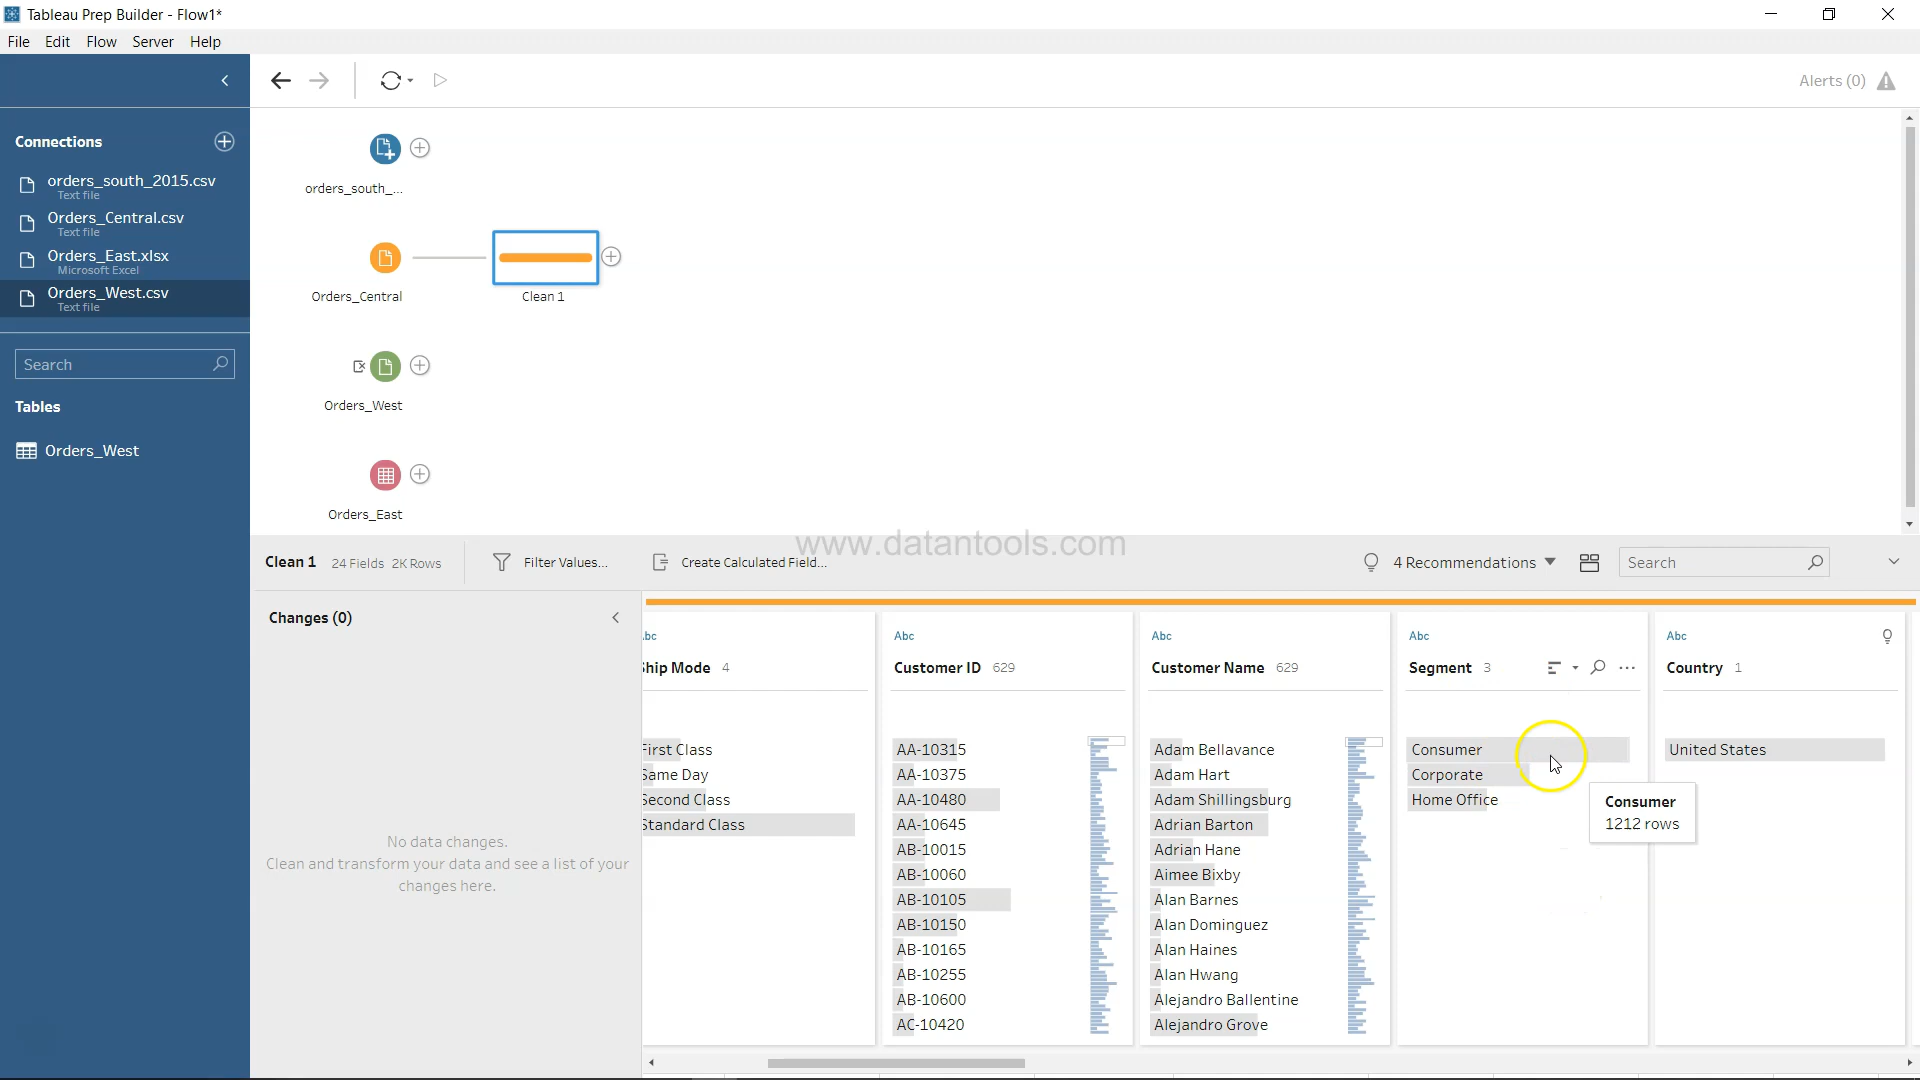 Tableau Prep Builder - Flow1*
File Edit Flow Server Help
Alerts (0)
Connections
orders_south_2015.csv
Text file
Orders_Central.csv
Text file
Orders_East.xlsx
Microsoft Excel
Orders_West.csv
Text file
Search
Tables
Orders_West
orders_south_...
Orders_Central
Clean 1
Orders_West
Orders_East
www.datantools.com
Clean 1 24 Fields 2K Rows Filter Values... Create Calculated Field... 4 Recommendations Search
Changes (0)
No data changes.
Clean and transform your data and see a list of your
changes here.
bc
Ship Mode 4
First Class
Same Day
Second Class
Standard Class
Abc
Customer ID 629
AA-10315
AA-10375
AA-10480
AA-10645
AB-10015
AB-10060
AB-10105
AB-10150
AB-10165
AB-10255
AB-10600
AC-10420
Abc
Customer Name 629
Adam Bellavance
Adam Hart
Adam Shillingsburg
Adrian Barton
Adrian Hane
Aimee Bixby
Alan Barnes
Alan Dominguez
Alan Haines
Alan Hwang
Alejandro Ballentine
Alejandro Grove
Abc
Segment 3
Consumer
Corporate
Home Office
Consumer
1212 rows
Abc
Country 1
United States